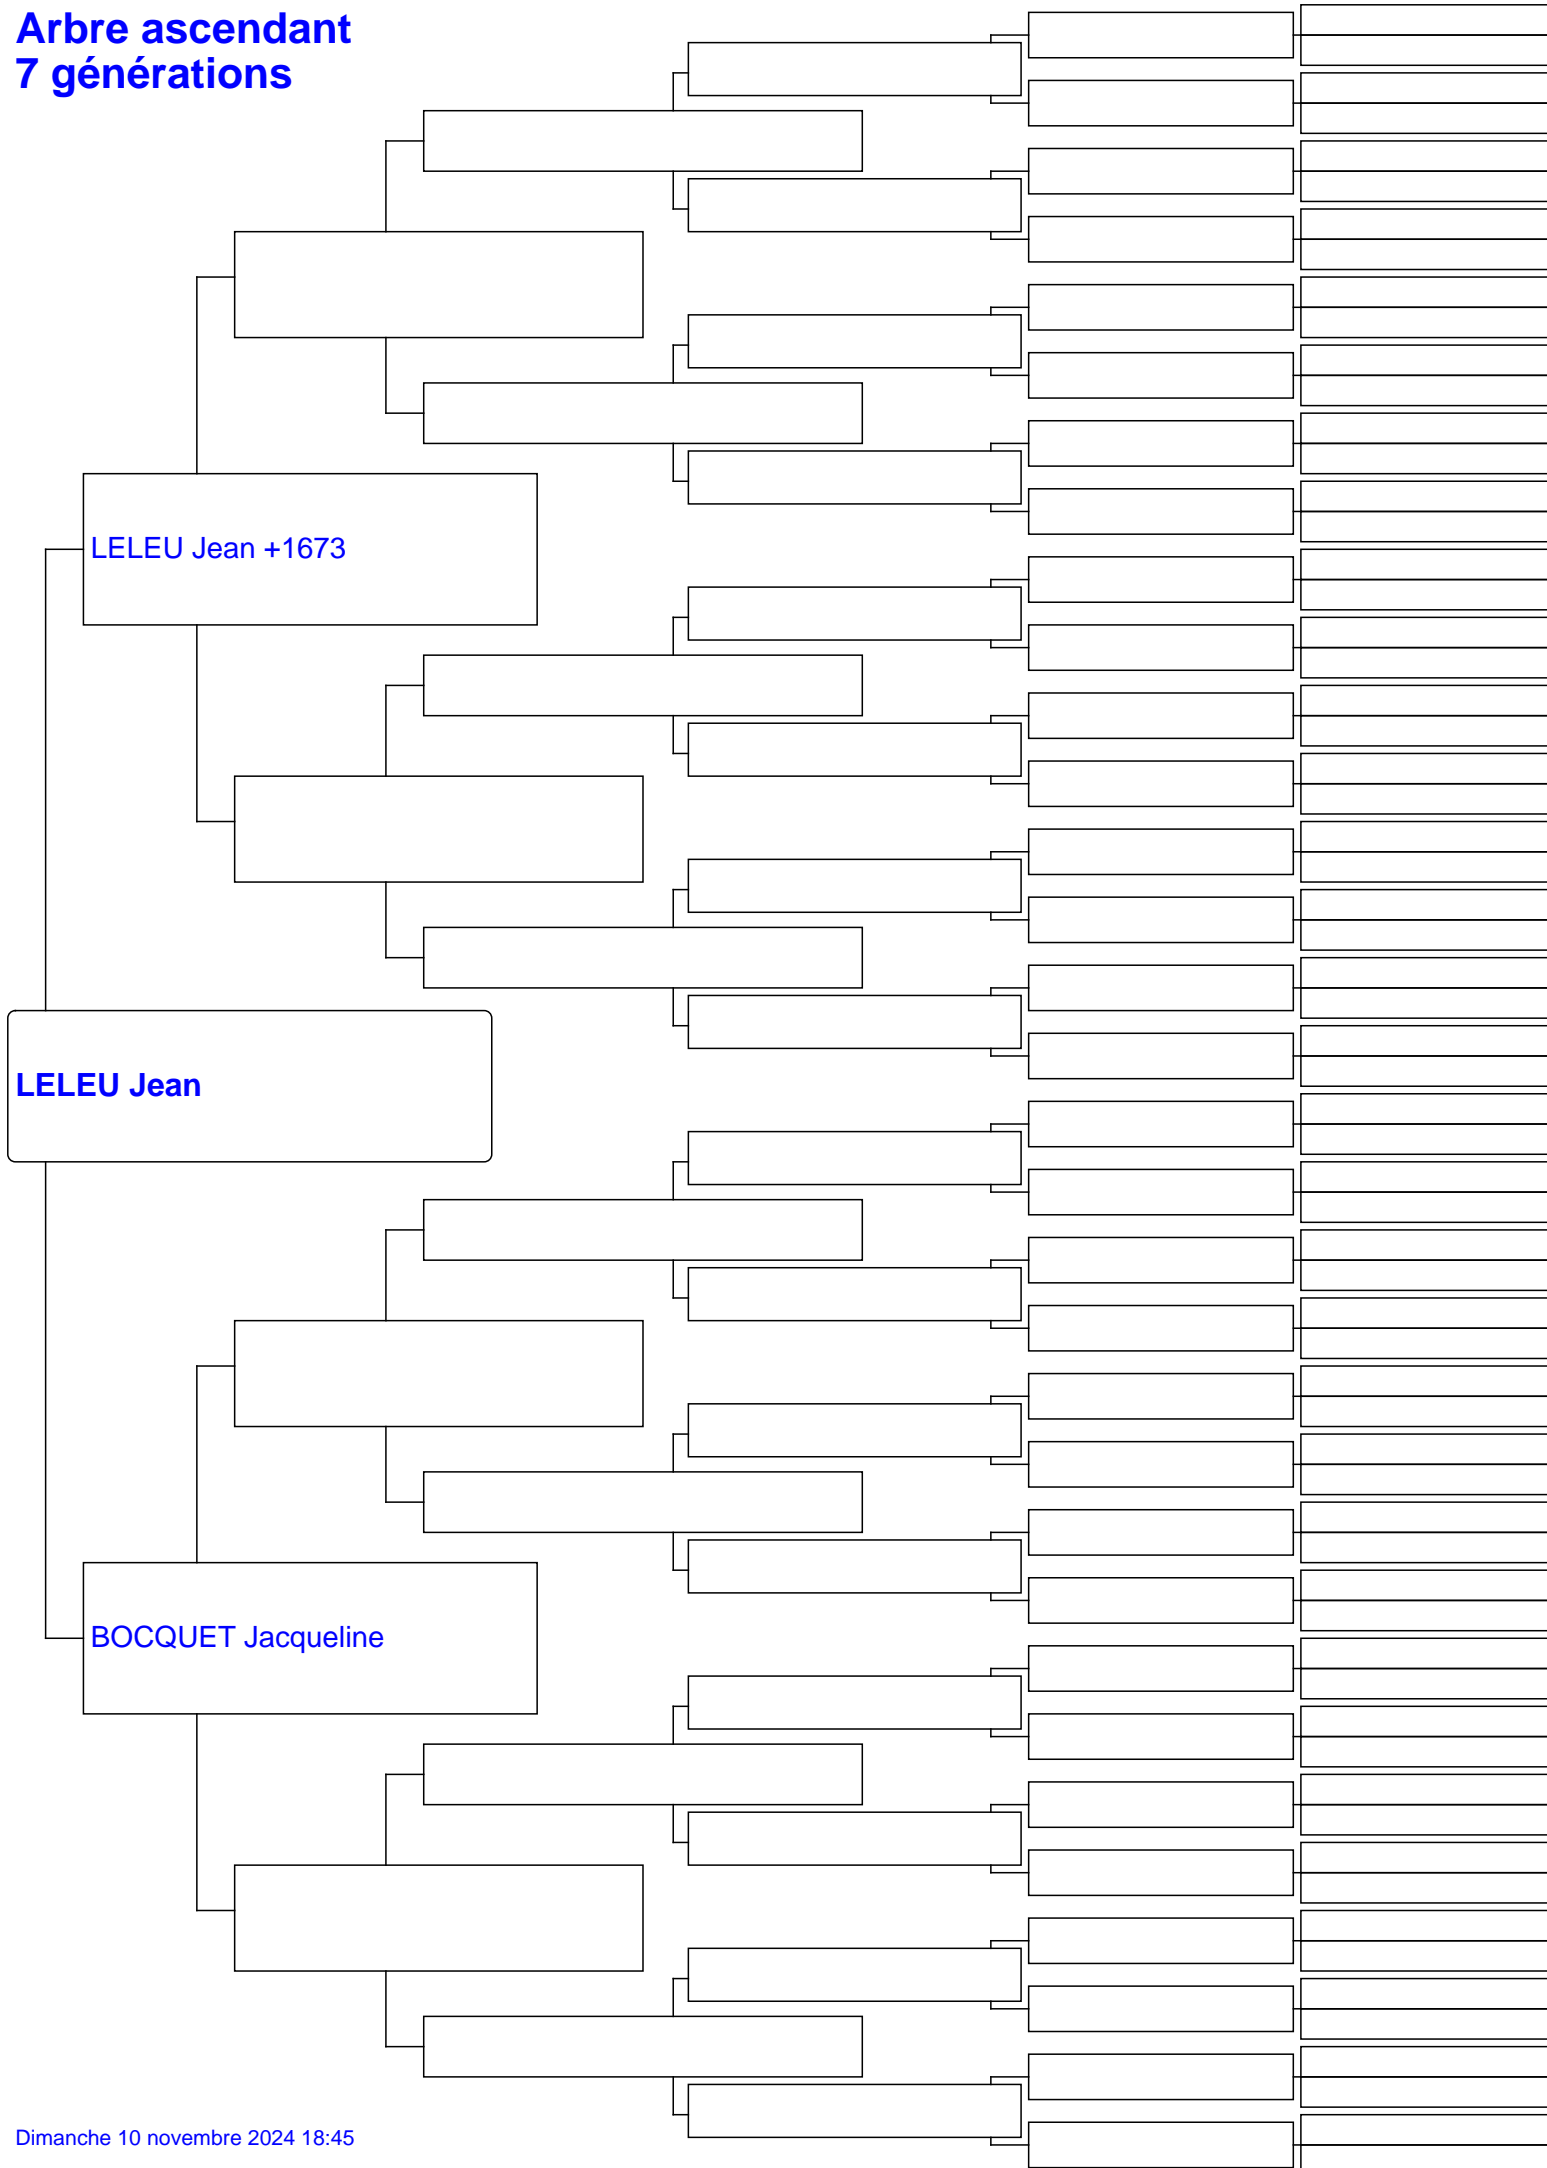 Arbre ascendant
7 générations
LELEU Jean +1673
LELEU Jean
BOCQUET Jacqueline
Dimanche 10 novembre 2024 18:45